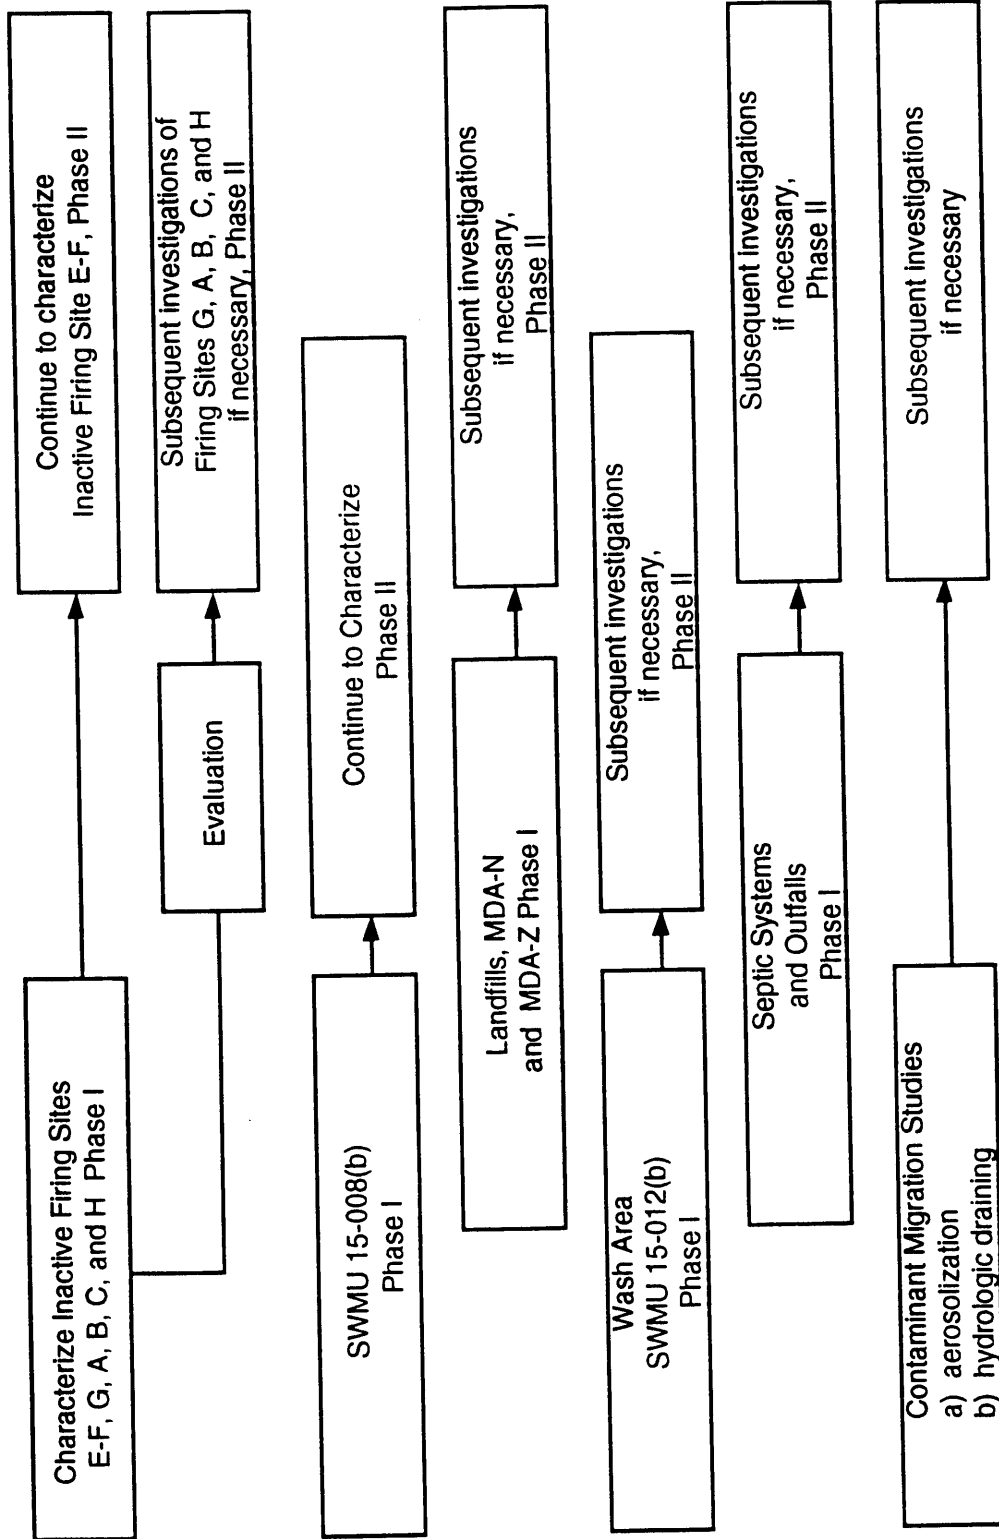 Characterize Inactive Firing Sites
E-F, G, A, B, C, and H Phase I
Continue to characterize
Inactive Firing Site E-F, Phase II
Evaluation
Subsequent investigations of
Firing Sites G, A, B, C, and H
if necessary, Phase II
SWMU 15-008(b)
Phase I
Continue to Characterize
Phase II
Landfills, MDA-N
and MDA-Z Phase I
Subsequent investigations
if necessary,
Phase II
Wash Area
SWMU 15-012(b)
Phase I
Subsequent investigations
if necessary,
Phase II
Septic Systems
and Outfalls
Phase I
Subsequent investigations
if necessary,
Phase II
Contaminant Migration Studies
a) aerosolization
b) hydrologic draining
Subsequent investigations
if necessary